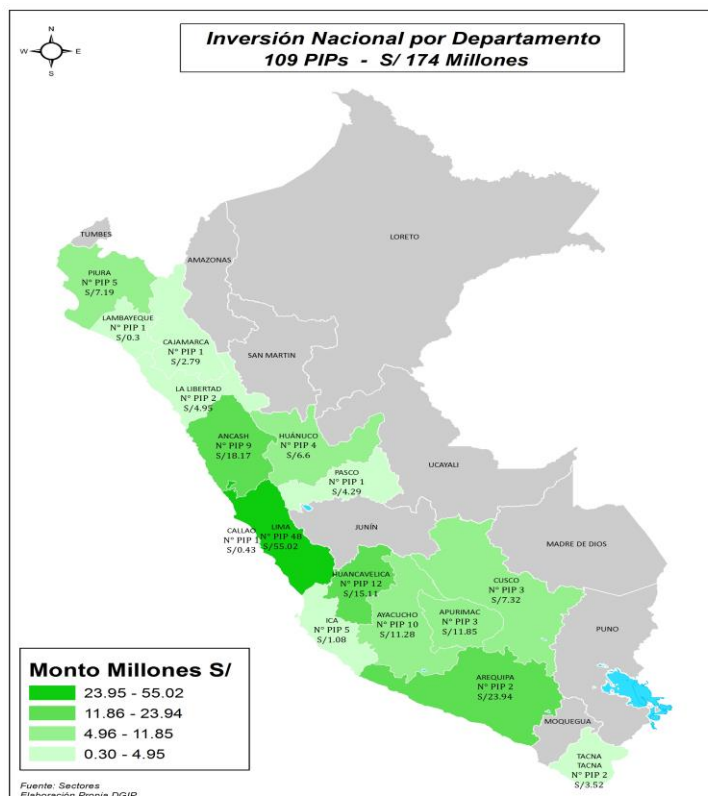 N
W E
S
Inversión Nacional por Departamento
109 PIPs - S/ 174 Millones
TUMBES
LORETO
AMAZONAS
PIURA
N° PIP 5
S/7.19
LAMBAYEQUE
N° PIP 1
S/0.3
CAJAMARCA
N° PIP 1
S/2.79
SAN MARTIN
LA LIBERTAD
N° PIP 2
S/4.95
ANCASH
N° PIP 9
S/18.17
HUÁNUCO
N° PIP 4
S/6.6
UCAYALI
PASCO
N° PIP 1
S/4.29
CALLAO
N° PIP 1
S/0.43
LIMA
N° PIP 48
S/55.02
JUNÍN
MADRE DE DIOS
HUANCAVELICA
N° PIP 12
S/15.11
CUSCO
N° PIP 3
S/7.32
ICA
N° PIP 5
S/1.08
AYACUCHO
N° PIP 10
S/11.28
APURIMAC
N° PIP 3
S/11.85
PUNO
AREQUIPA
N° PIP 2
S/23.94
MOQUEGUA
TACNA
TACNA
N° PIP 2
S/3.52
Monto Millones S/
23.95 - 55.02
11.86 - 23.94
4.96 - 11.85
0.30 - 4.95
Fuente: Sectores
Elaboración Propia DGIP